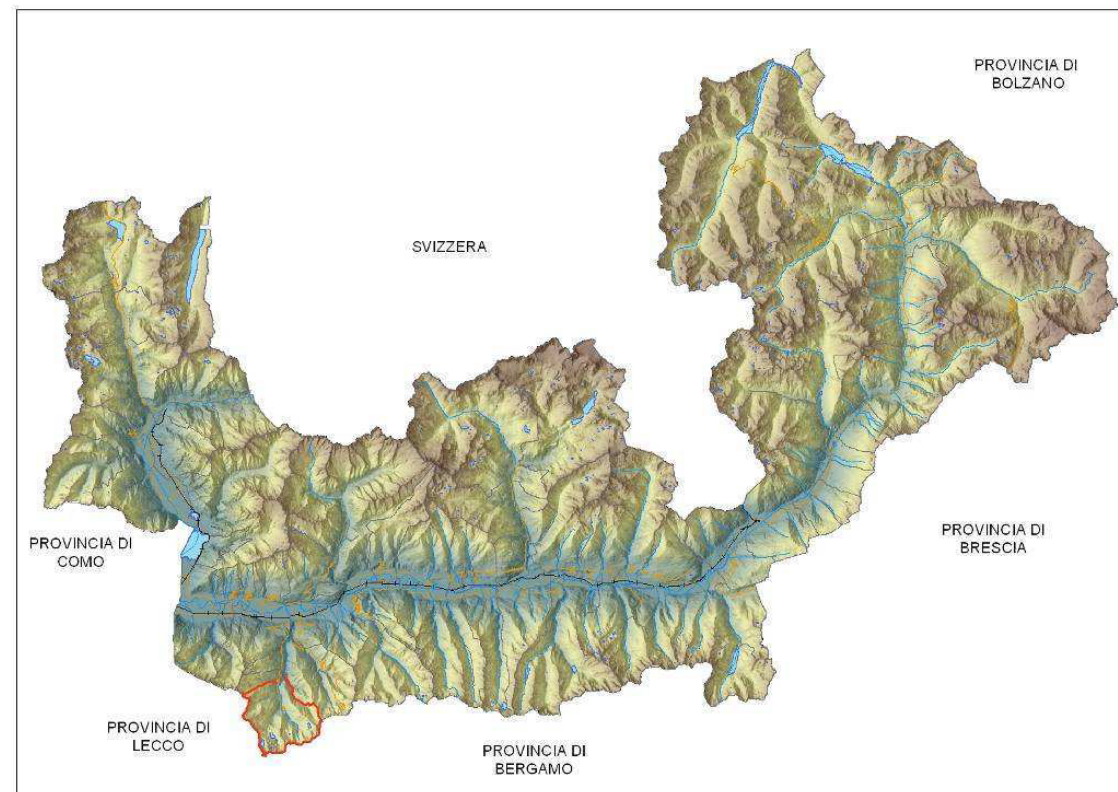 PROVINCIA DI
BOLZANO
SVIZZERA
PROVINCIA DI
COMO
PROVINCIA DI
BRESCIA
PROVINCIA DI
LECCO
PROVINCIA DI
BERGAMO